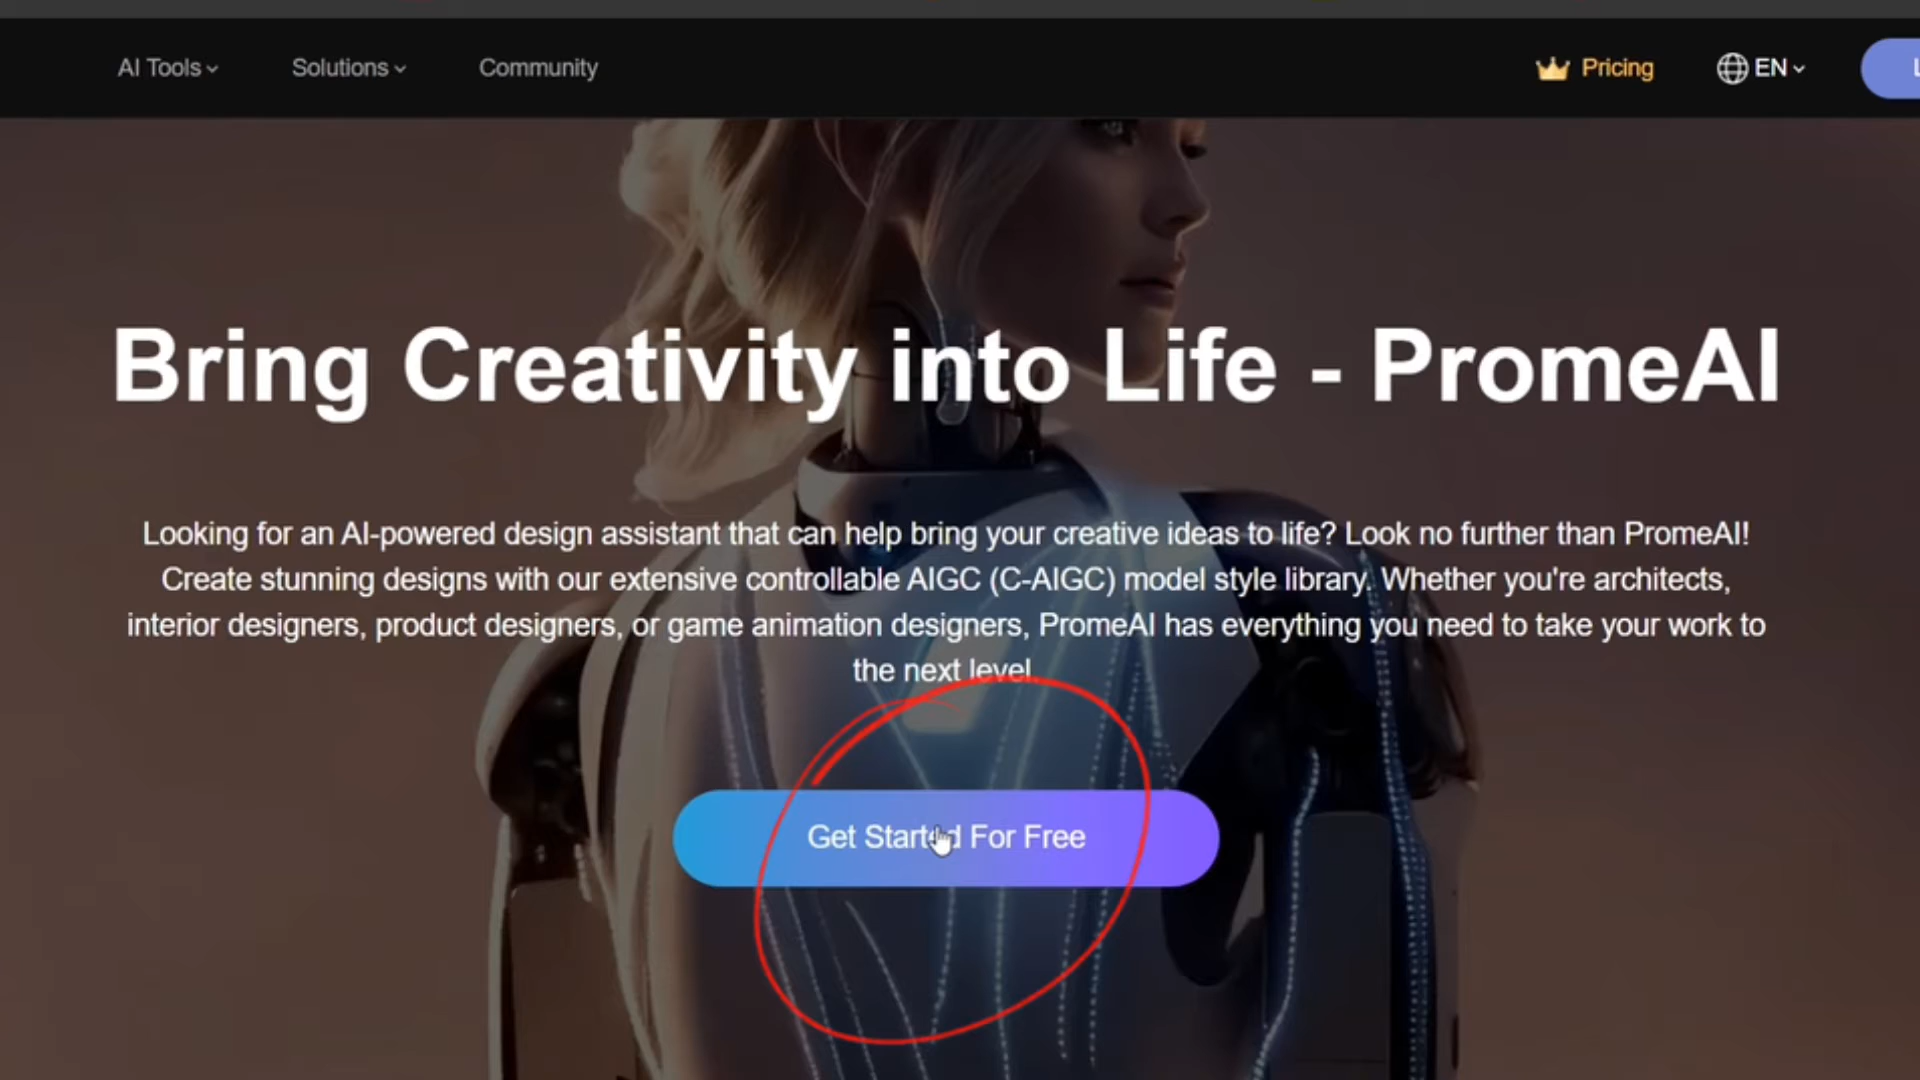 AI Tools
Solutions
Community
Pricing
EN
Bring Creativity into Life - PromeAI
Looking for an AI-powered design assistant that can help bring your creative ideas to life? Look no further than PromeAI!
Create stunning designs with our extensive controllable AIGC (C-AIGC) model style library. Whether you're architects,
interior designers, product designers, or game animation designers, PromeAI has everything you need to take your work to
the next level
Get Started For Free